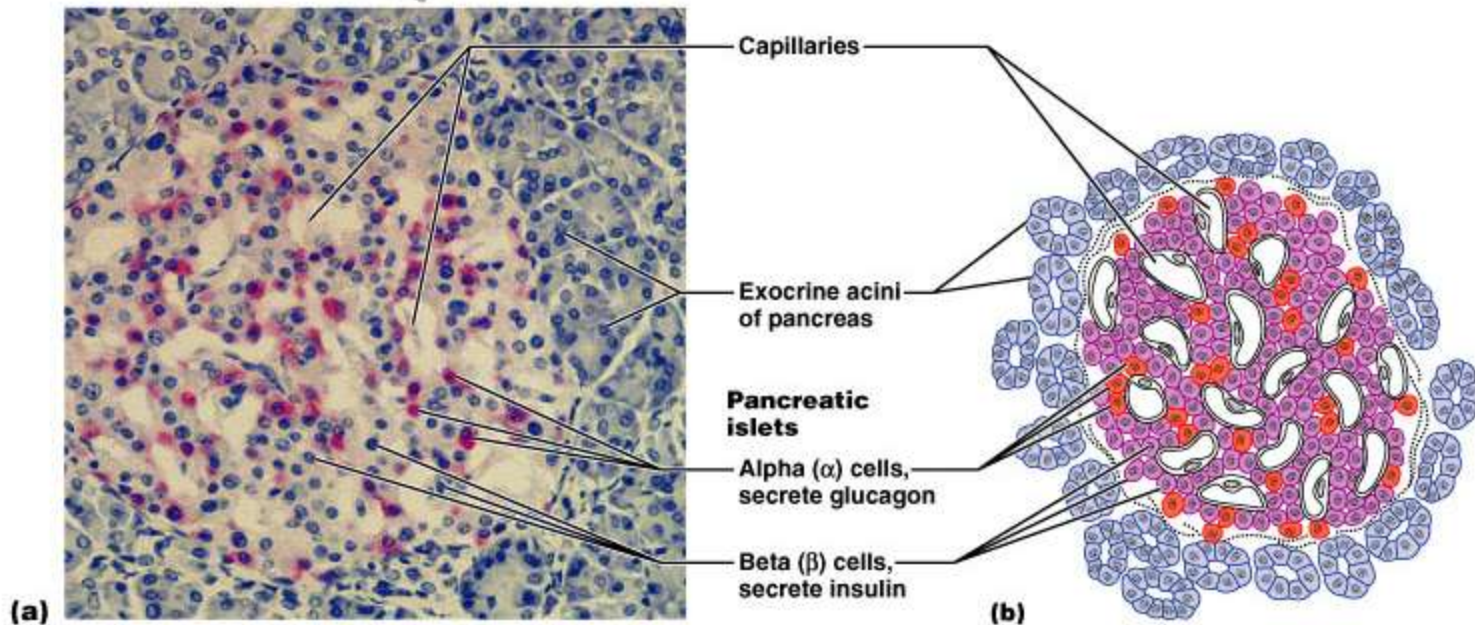 Capillaries
Exocrine acini
of pancreas
Pancreatic
islets
Alpha (α) cells,
secrete glucagon
Beta (β) cells,
secrete insulin
(a)
(b)